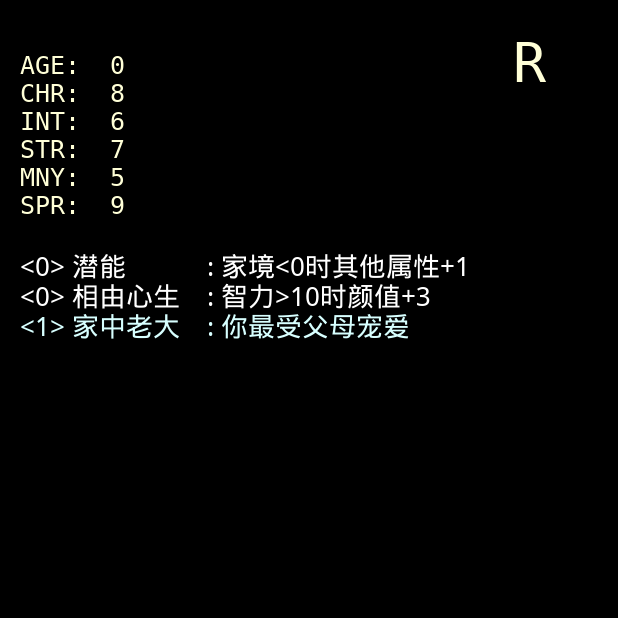 R
AGE: 0
CHR: 8
INT: 6
STR: 7
MNY: 5
SPR: 9
<0> 潜能 : 家境<0时其他属性+1
<0> 相由心生 : 智力>10时颜值+3
<1> 家中老大 : 你最受父母宠爱